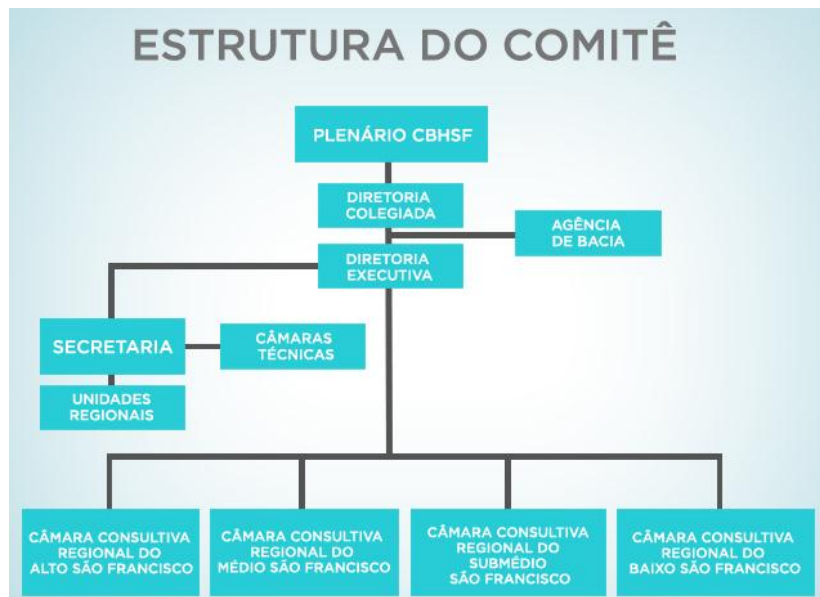 ESTRUTURA DO COMITÊ
PLENÁRIO CBHSF
DIRETORIA
COLEGIADA
AGÊNCIA
DE BACIA
DIRETORIA
EXECUTIVA
SECRETARIA
CÂMARAS
TÉCNICAS
UNIDADES
REGIONAIS
CÂMARA CONSULTIVA
REGIONAL DO
ALTO SÃO FRANCISCO
CÂMARA CONSULTIVA
REGIONAL DO
MÉDIO SÃO FRANCISCO
CÂMARA CONSULTIVA
REGIONAL DO
SUBMÉDIO
SÃO FRANCISCO
CÂMARA CONSULTIVA
REGIONAL DO
BAIXO SÃO FRANCISCO